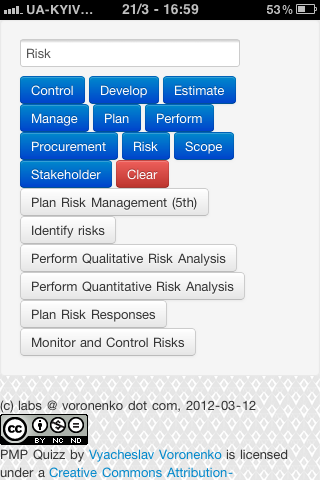 UA-KYIV... 21/3 - 16:59 53%
Risk
Control Develop Estimate
Manage Plan Perform
Procurement Risk Scope
Stakeholder Clear
Plan Risk Management (5th)
Identify risks
Perform Qualitative Risk Analysis
Perform Quantitative Risk Analysis
Plan Risk Responses
Monitor and Control Risks
(c) labs @ voronenko dot com, 2012-03-12
cc BY NC ND
PMP Quizz by Vyacheslav Voronenko is licensed
under a Creative Commons Attribution-